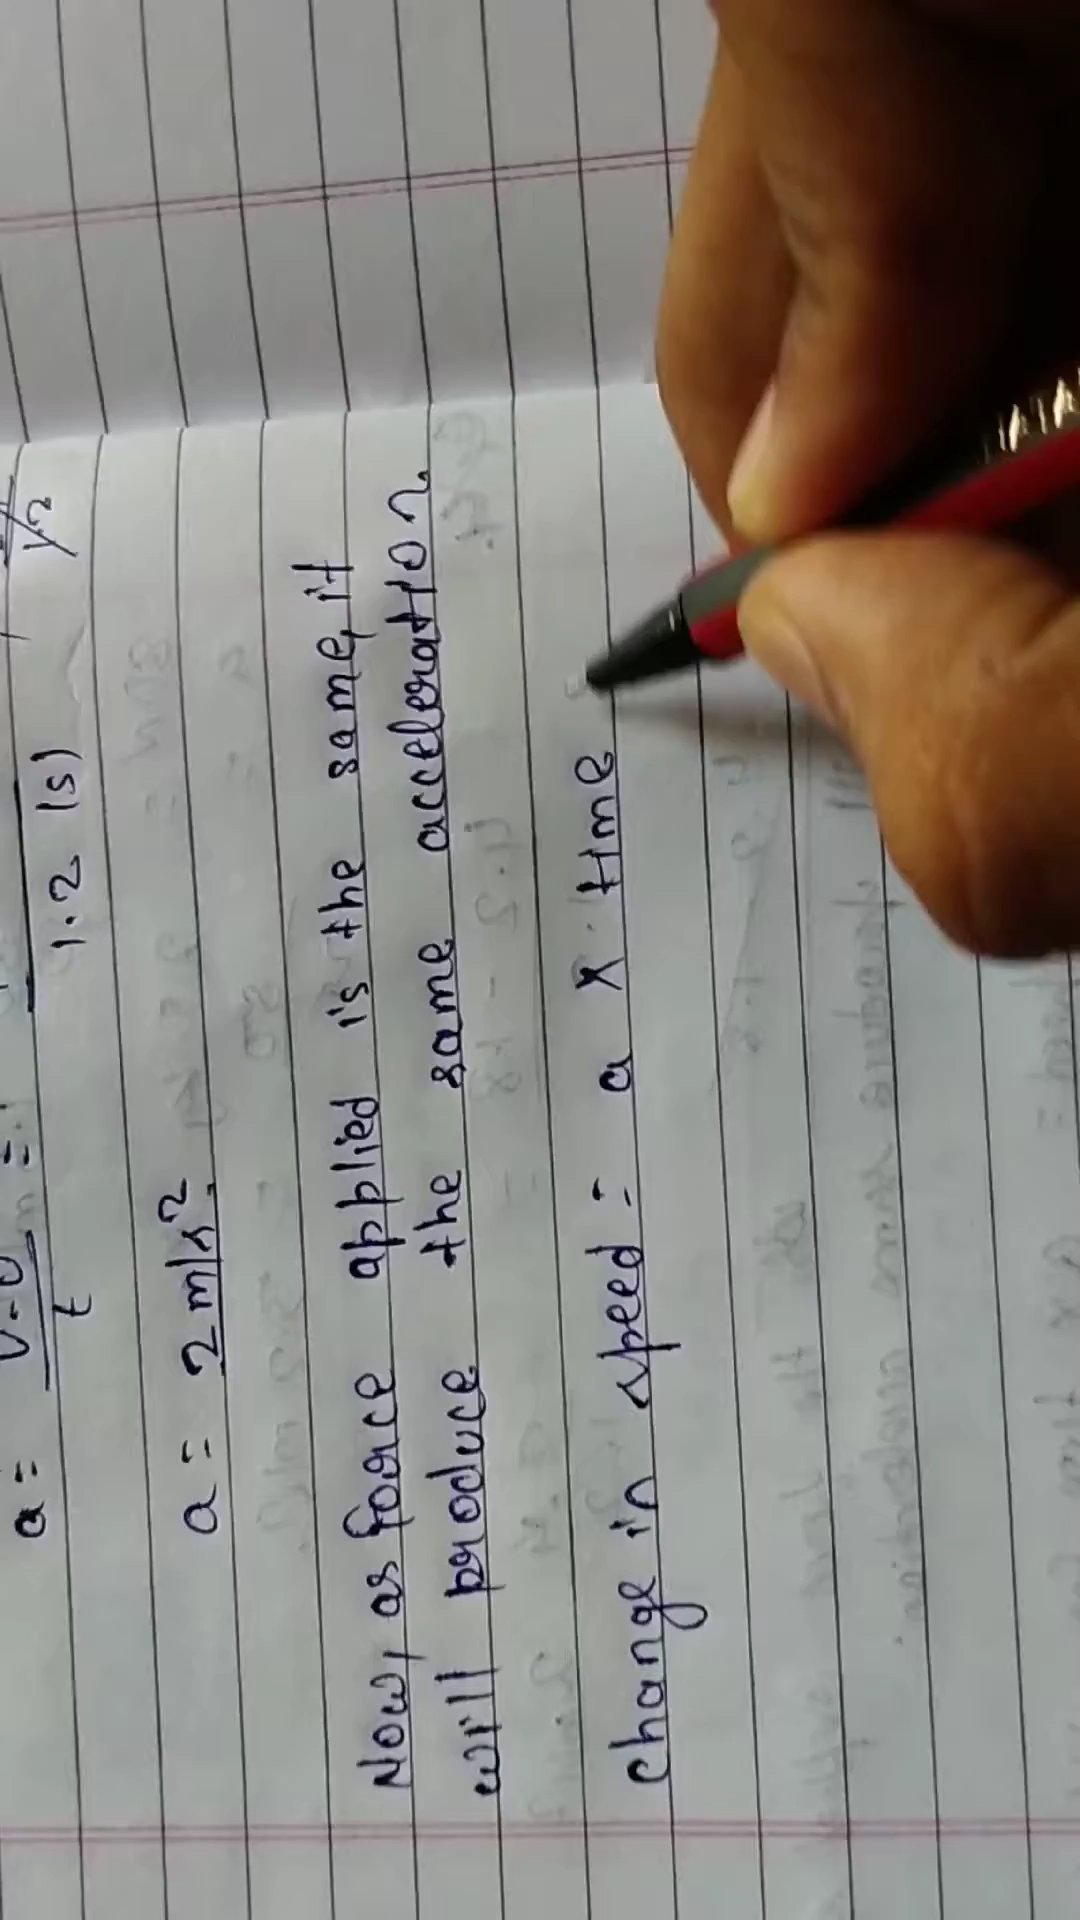 a = v-0 =
t 1.2 (s)
a = 2 m/s2
Now, as force applied is the same, it
will produce the same acceleration.
Change in speed = a x time